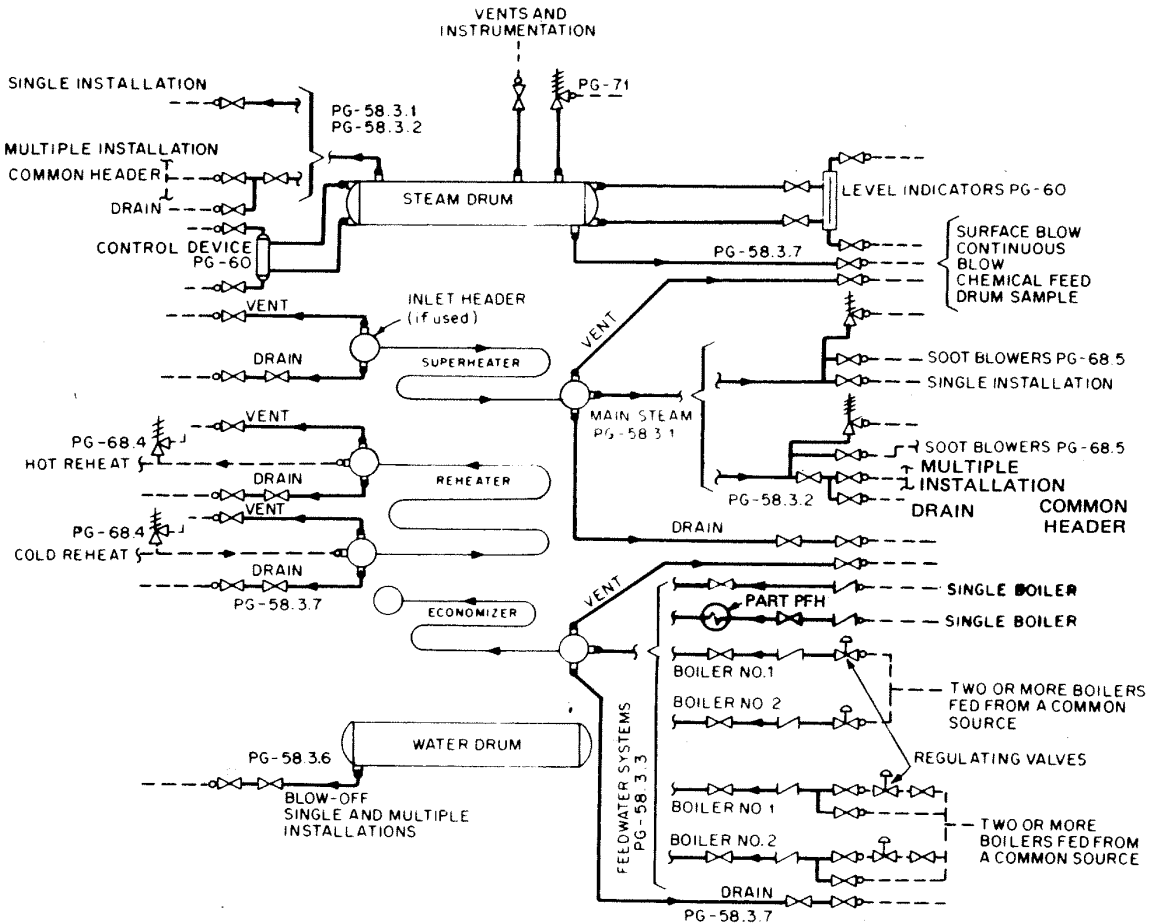 VENTS AND
INSTRUMENTATION
SINGLE INSTALLATION
PG-71
PG-58.3.1
PG-58.3.2
MULTIPLE INSTALLATION
COMMON HEADER
DRAIN
STEAM DRUM
LEVEL INDICATORS PG-60
CONTROL DEVICE
PG-60
PG-58.3.7
SURFACE BLOW
CONTINUOUS
BLOW
CHEMICAL FEED
DRUM SAMPLE
VENT
INLET HEADER
(if used)
VENT
DRAIN
SUPERHEATER
SOOT BLOWERS PG-68.5
SINGLE INSTALLATION
MAIN STEAM
PG-58.3.1
VENT
PG-68.4
HOT REHEAT
DRAIN
REHEATER
SOOT BLOWERS PG-68.5
MULTIPLE
INSTALLATION
PG-58.3.2
DRAIN
COMMON
HEADER
VENT
PG-68.4
COLD REHEAT
DRAIN
PG-58.3.7
DRAIN
VENT
ECONOMIZER
SINGLE BOILER
PART PFH
SINGLE BOILER
BOILER NO.1
BOILER NO. 2
TWO OR MORE BOILERS
FED FROM A COMMON
SOURCE
WATER DRUM
PG-58.3.6
BLOW-OFF
SINGLE AND MULTIPLE
INSTALLATIONS
FEEDWATER SYSTEMS
PG-58.3.3
REGULATING VALVES
BOILER NO.1
BOILER NO.2
TWO OR MORE
BOILERS FED FROM
A COMMON SOURCE
DRAIN
PG-58.3.7